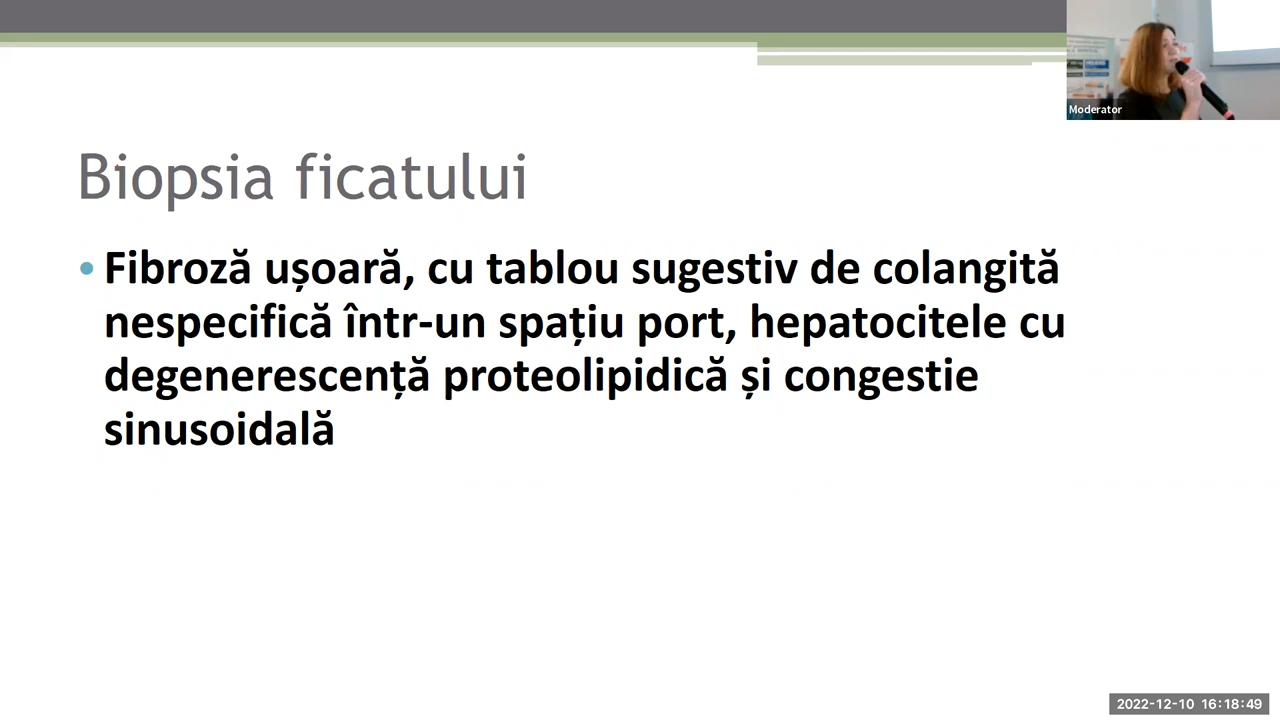 Moderator
Biopsia ficatului
• Fibroză ușoară, cu tablou sugestiv de colangită
nespecifică într-un spațiu port, hepatocitele cu
degenerescență proteolipidică și congestie
sinusoidală
2022-12-10 16:18:49